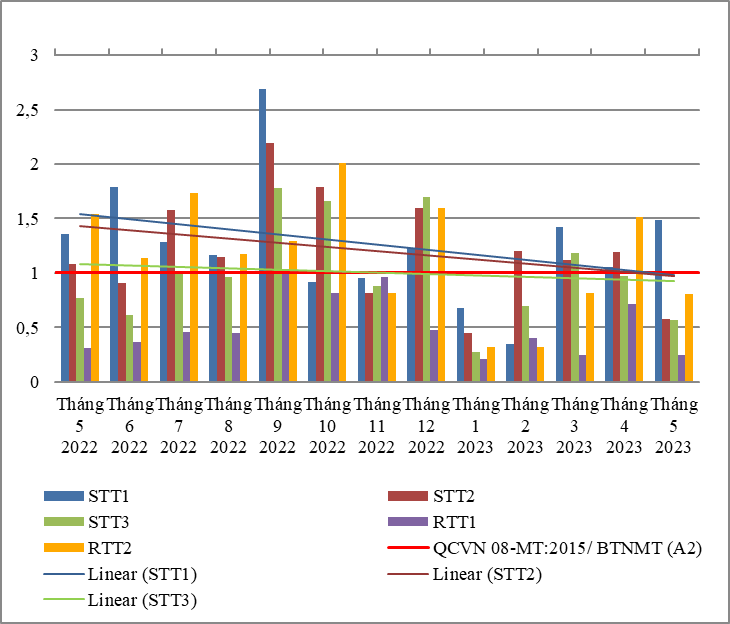 3
2,5
2
1,5
1
0,5
0
Tháng Tháng Tháng Tháng Tháng Tháng Tháng Tháng Tháng Tháng Tháng Tháng Tháng
5 6 7 8 9 10 11 12 1 2 3 4 5
2022 2022 2022 2022 2022 2022 2022 2022 2023 2023 2023 2023 2023
STT1 STT2
STT3 RTT1
RTT2 QCVN 08-MT:2015/ BTNMT (A2)
Linear (STT1) Linear (STT2)
Linear (STT3)